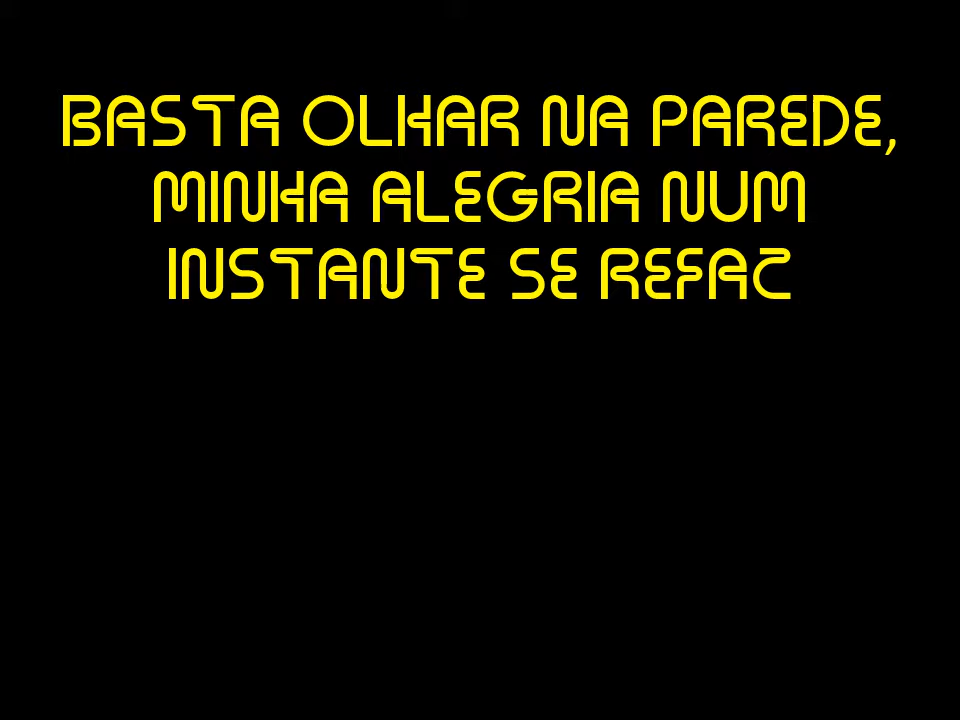 BASTA OLHAR NA PAREDE,
MINHA ALEGRIA NUM
INSTANTE SE REFAZ